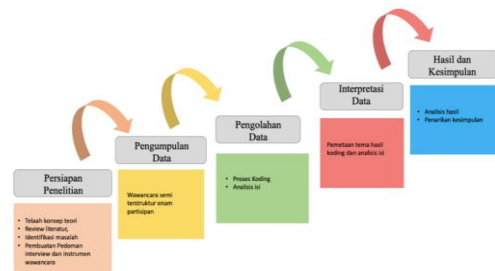 Persiapan
Penelitian
• Telaah konsep teori
• Review literatur,
• Identifikasi masalah
• Pembuatan Pedoman
interview dan instrumen
wawancara
Pengumpulan
Data
Wawancara semi
terstruktur enam
partisipan
Pengolahan
Data
• Proses Koding
• Analisis isi
Interpretasi
Data
Pemetaan tema hasil
koding dan analisis isi
Hasil dan
Kesimpulan
• Analisis hasil
• Penarikan kesimpulan